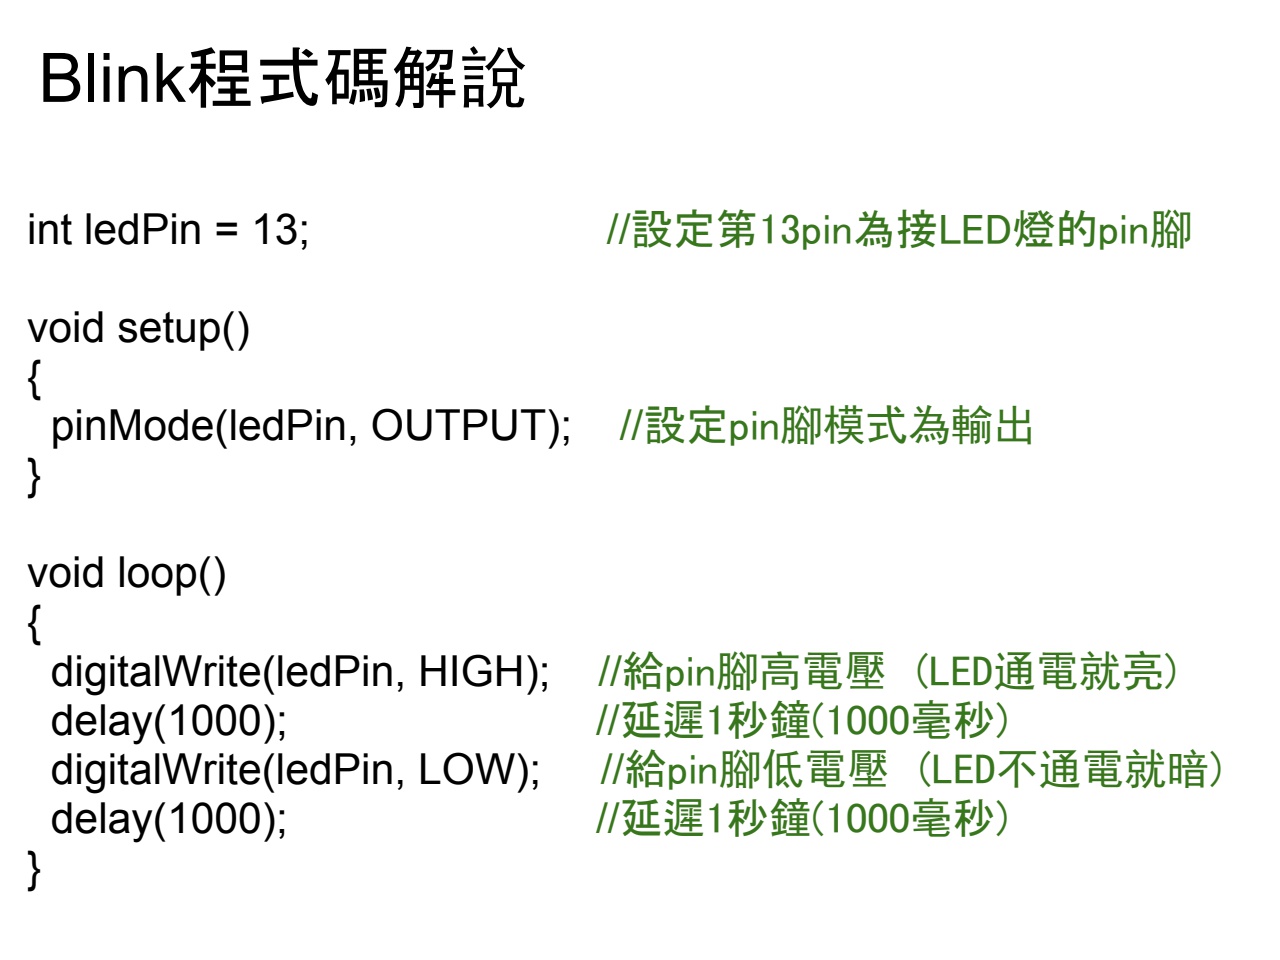 Blink程式碼解說
int ledPin = 13; //設定第13pin為接LED燈的pin腳
void setup()
{
pinMode(ledPin, OUTPUT); //設定pin腳模式為輸出
}
void loop()
{
digitalWrite(ledPin, HIGH); //給pin腳高電壓 (LED通電就亮)
delay(1000); //延遲1秒鐘(1000毫秒)
digitalWrite(ledPin, LOW); //給pin腳低電壓 (LED不通電就暗)
delay(1000); //延遲1秒鐘(1000毫秒)
}